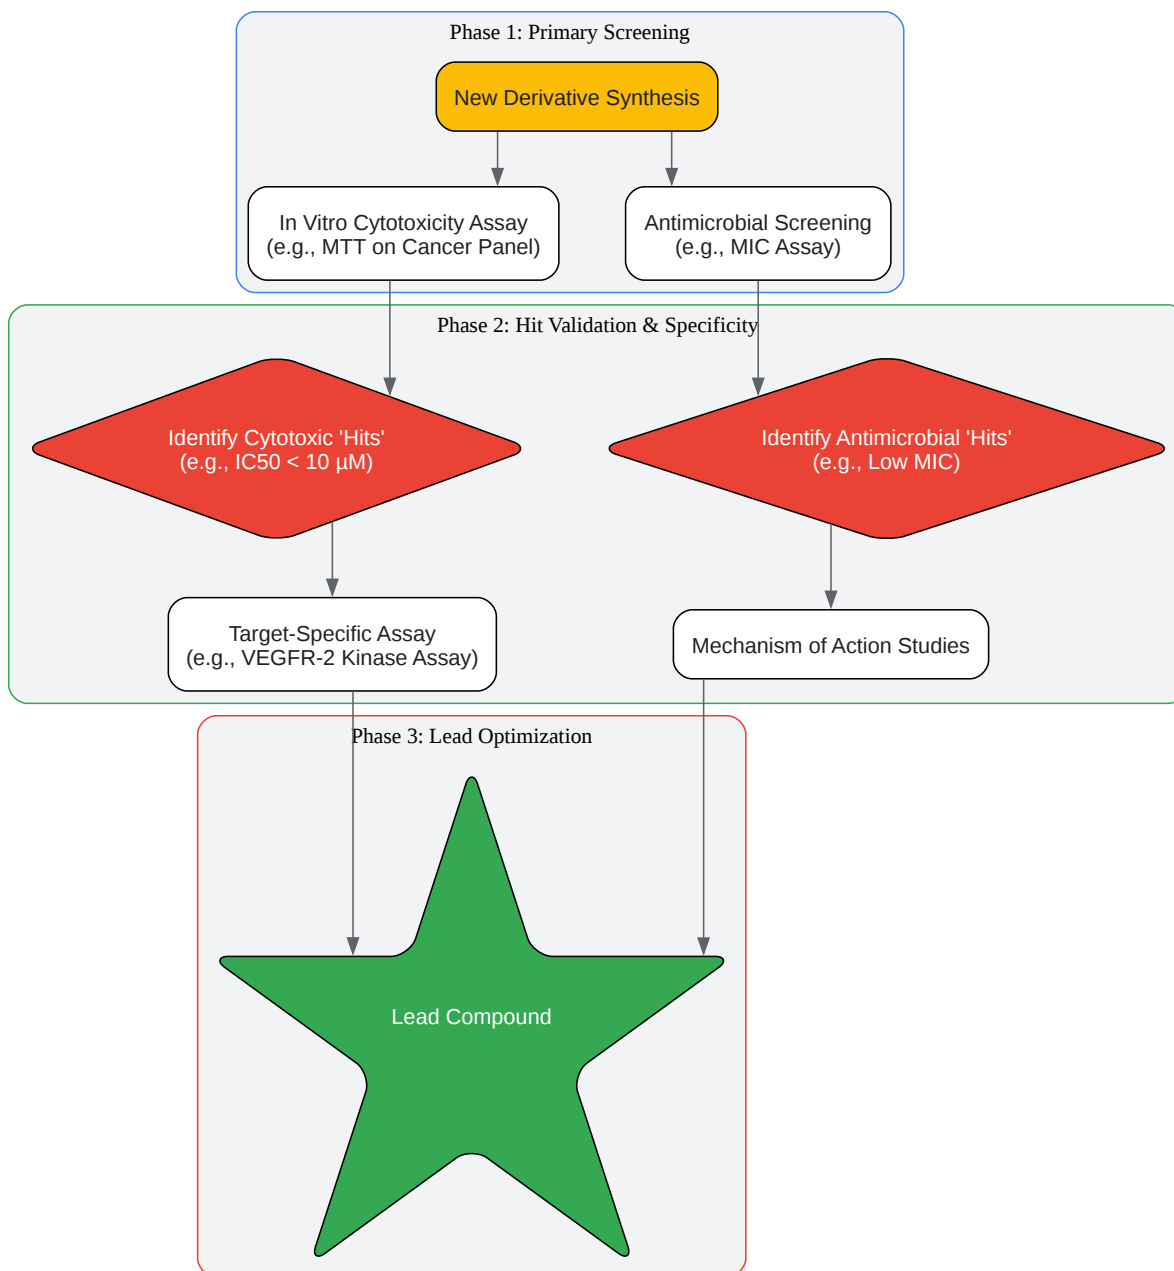 Phase 1: Primary Screening
New Derivative Synthesis
In Vitro Cytotoxicity Assay
(e.g., MTT on Cancer Panel)
Antimicrobial Screening
(e.g., MIC Assay)
Phase 2: Hit Validation & Specificity
Identify Cytotoxic 'Hits'
(e.g., IC50 < 10 µM)
Identify Antimicrobial 'Hits'
(e.g., Low MIC)
Target-Specific Assay
(e.g., VEGFR-2 Kinase Assay)
Mechanism of Action Studies
Phase 3: Lead Optimization
Lead Compound